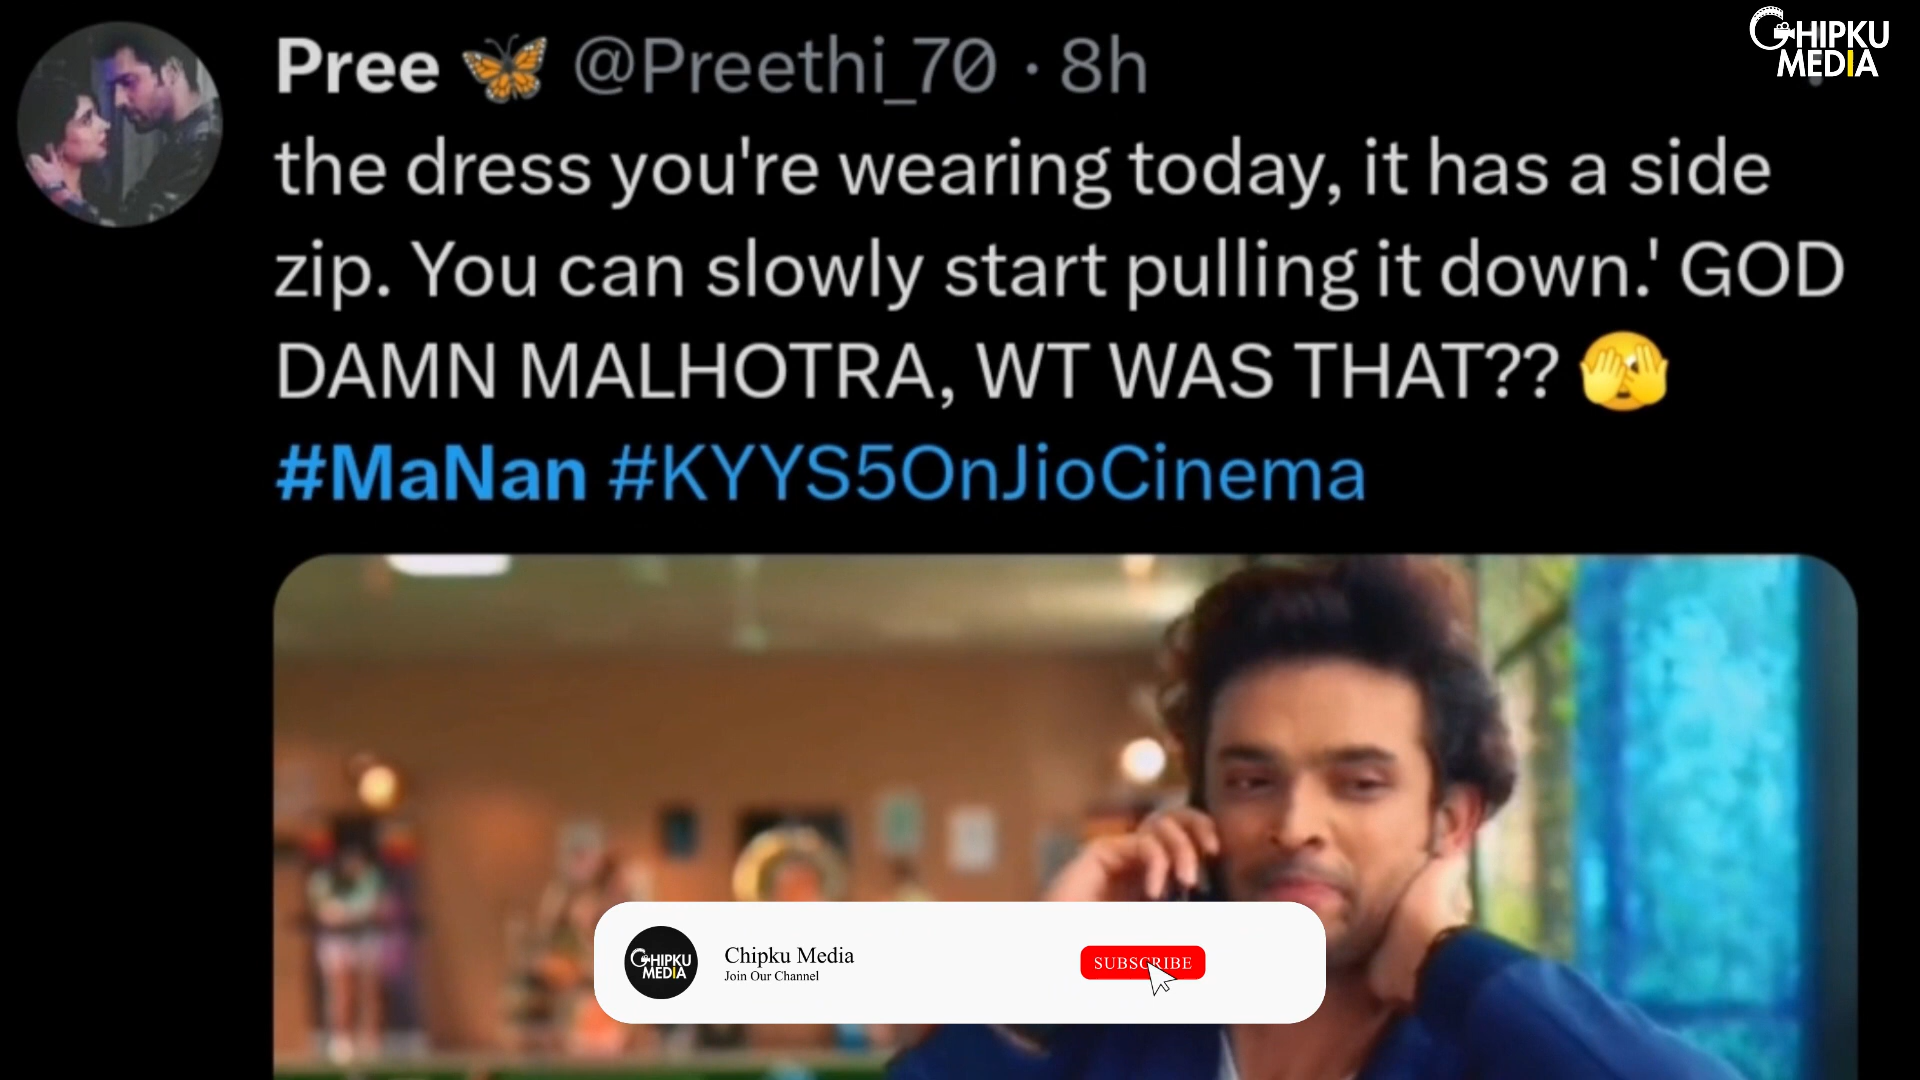 Pree 🦋 @Preethi_70 · 8h
CHIPKU
MEDIA
the dress you're wearing today, it has a side
zip. You can slowly start pulling it down.' GOD
DAMN MALHOTRA, WT WAS THAT?? 🫣
#MaNan #KYYS5OnJioCinema
CHIPKU
MEDIA
Chipku Media
Join Our Channel
SUBSCRIBE